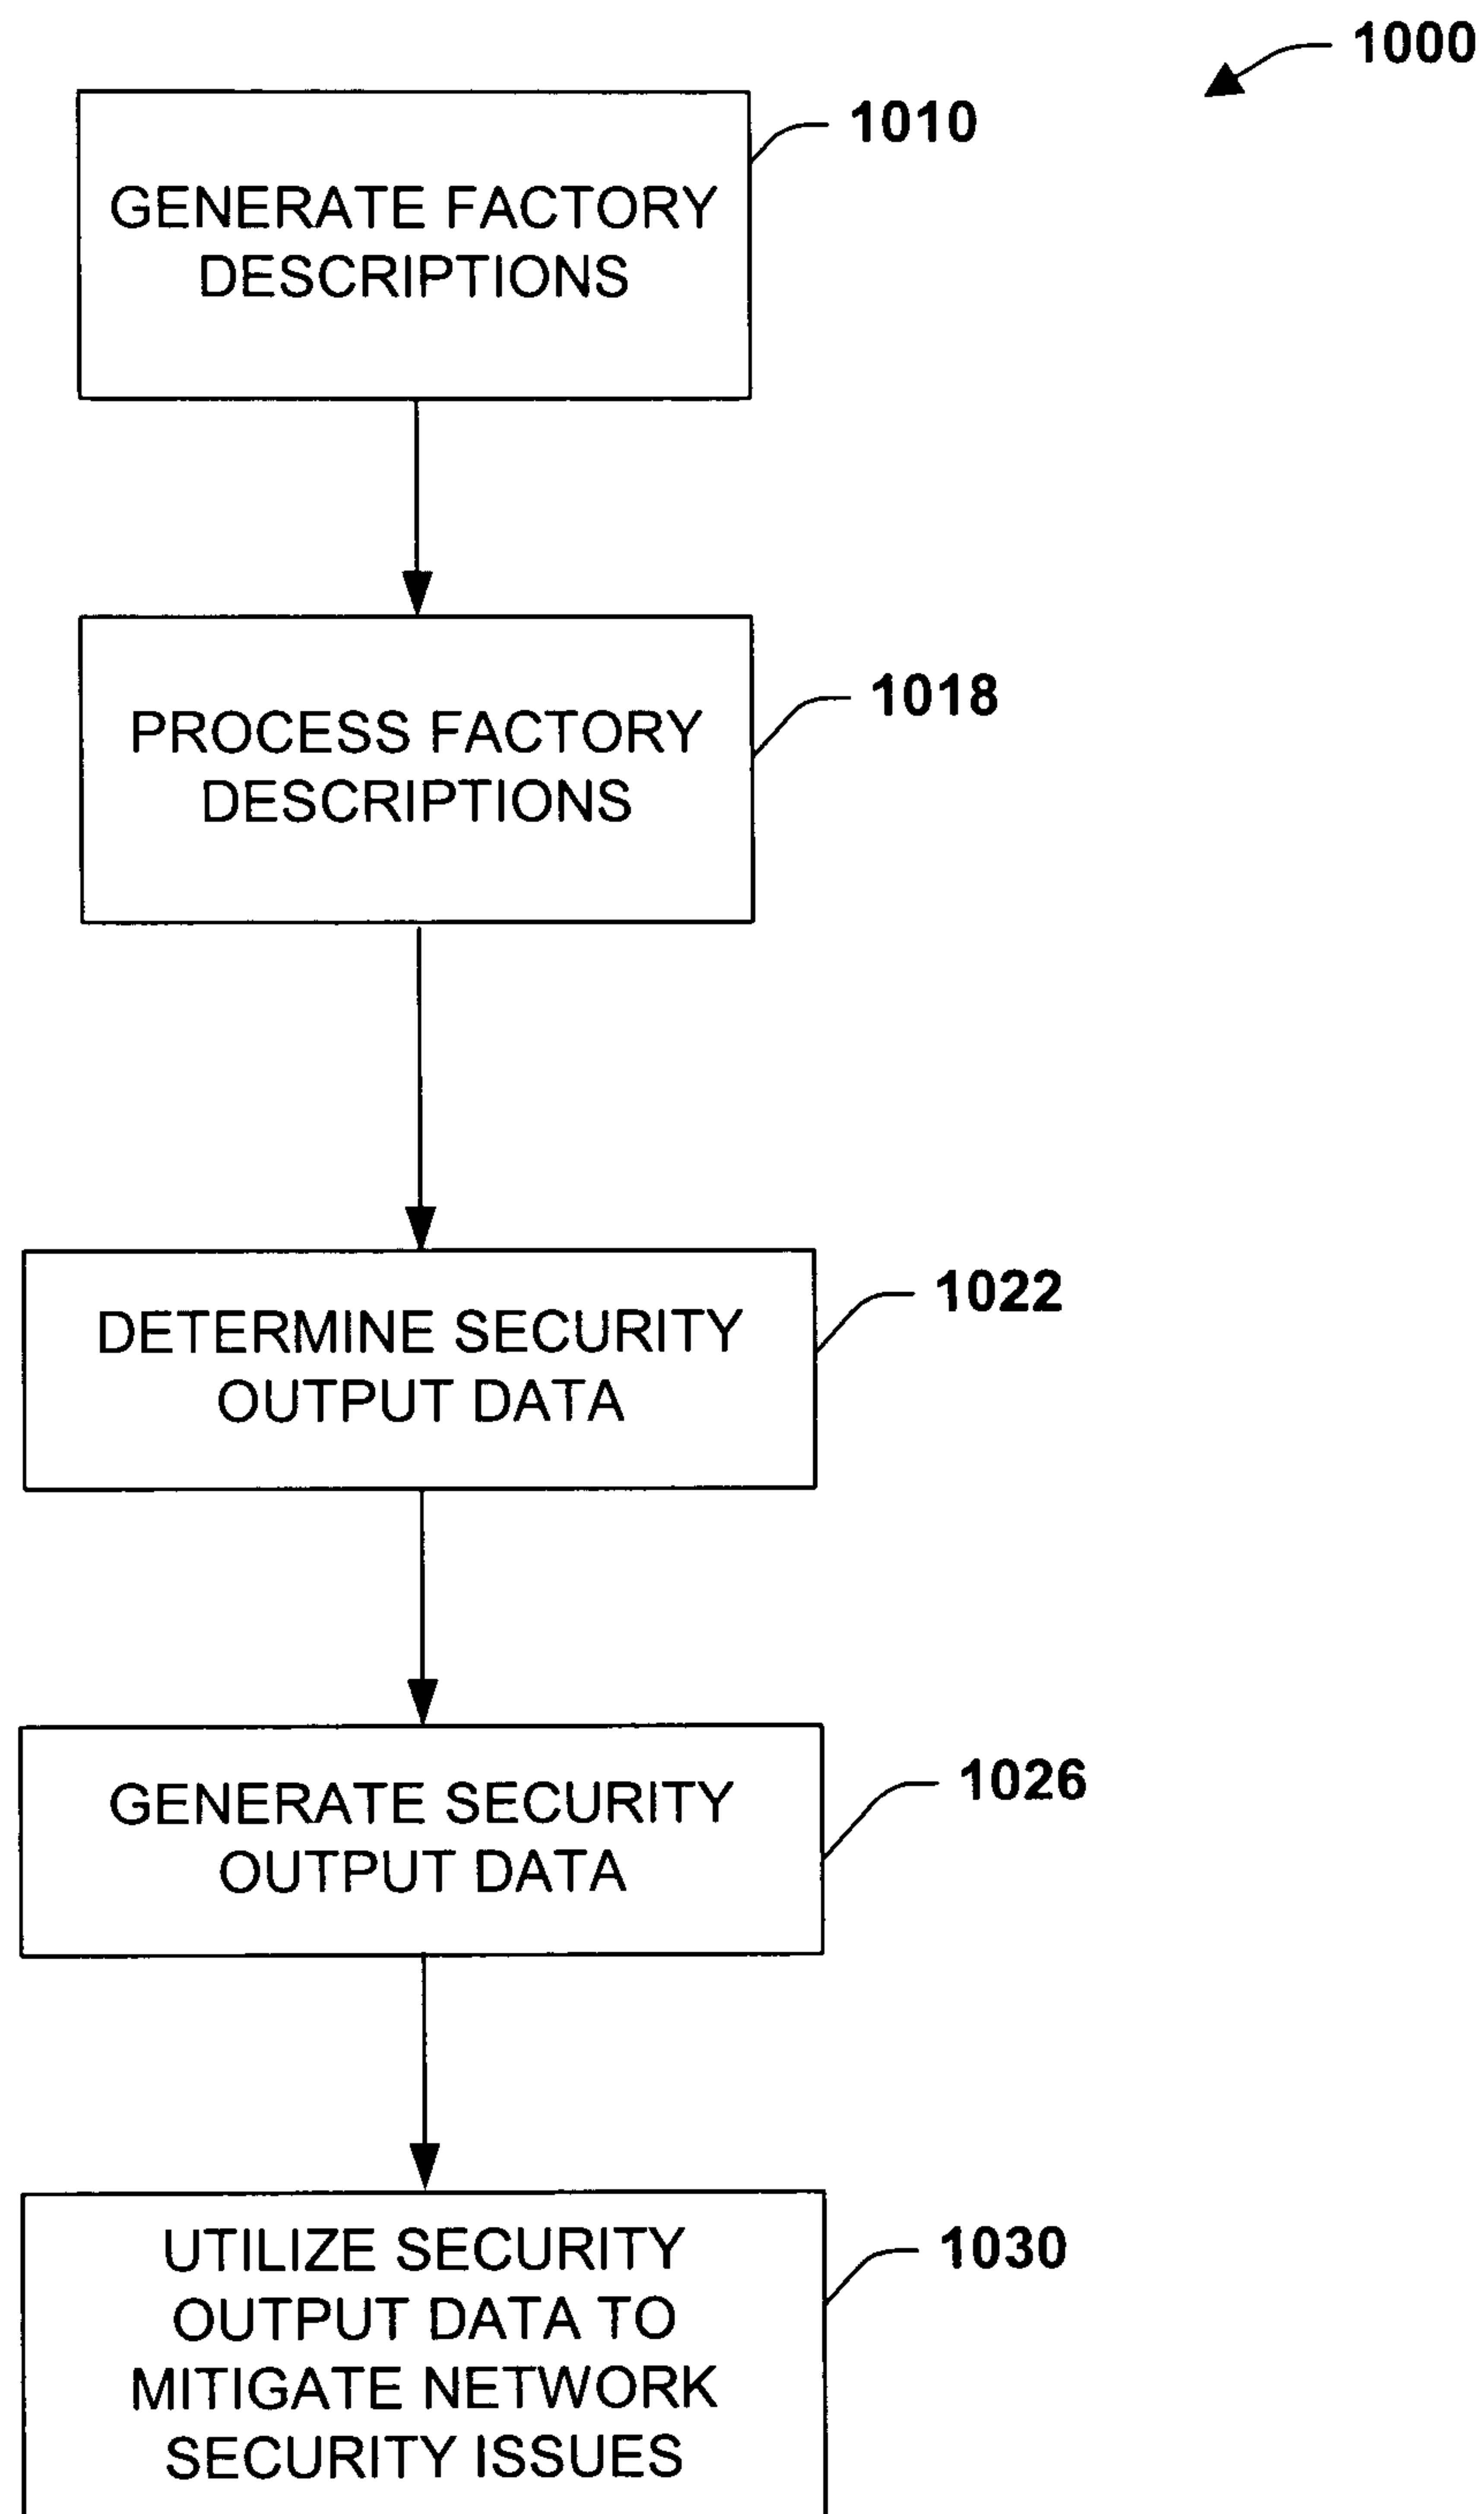 1000
1010
GENERATE FACTORY
DESCRIPTIONS
1018
PROCESS FACTORY
DESCRIPTIONS
1022
DETERMINE SECURITY
OUTPUT DATA
1026
GENERATE SECURITY
OUTPUT DATA
1030
UTILIZE SECURITY
OUTPUT DATA TO
MITIGATE NETWORK
SECURITY ISSUES